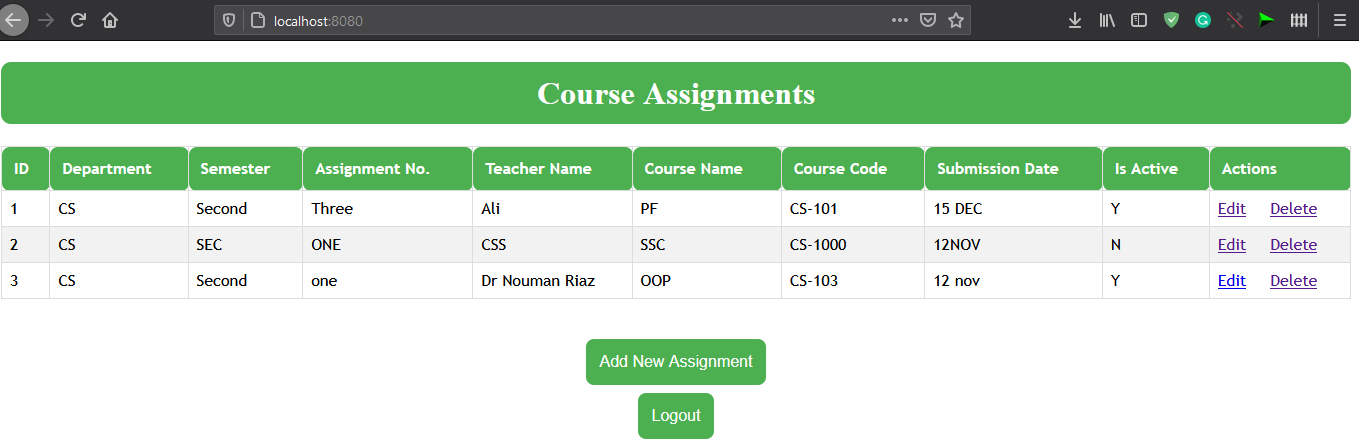 localhost:8080
Course Assignments
ID Department Semester Assignment No. Teacher Name Course Name Course Code Submission Date Is Active Actions
1 CS Second Three Ali PF CS-101 15 DEC Y Edit Delete
2 CS SEC ONE CSS SSC CS-1000 12NOV N Edit Delete
3 CS Second one Dr Nouman Riaz OOP CS-103 12 nov Y Edit Delete
Add New Assignment
Logout